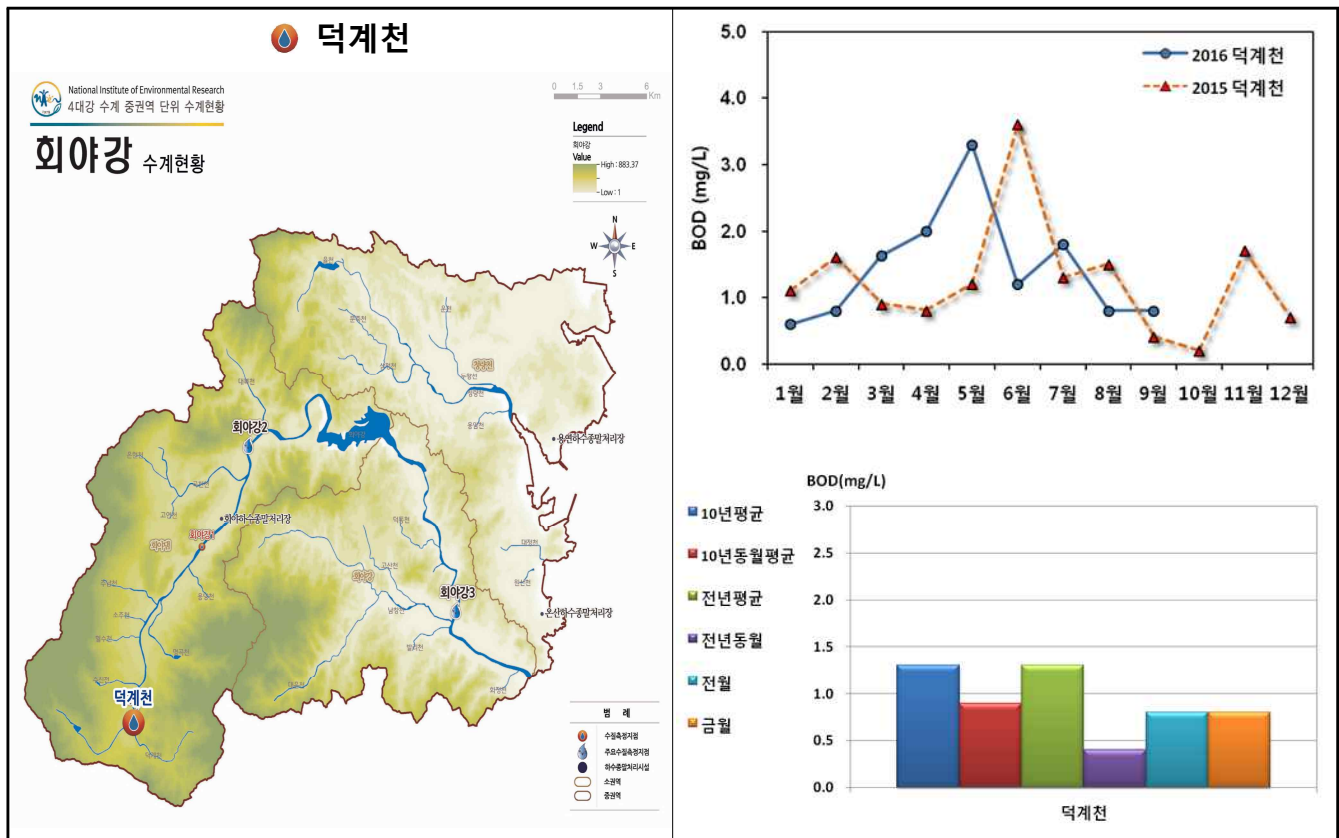 덕계천
National Institute of Environmental Research
4대강 수계 중권역 단위 수계현황
회야강 수계현황
0 1.5 3 6
Km
Legend
회야강
Value
High : 883.37
Low : 1
N
W E
S
회야강2
용연하수종말처리장
회야하수종말처리장
회야강1
회야강3
온산하수종말처리장
덕계천
범 례
수질측정지점
주요수질측정지점
하수종말처리시설
소권역
중권역
5.0
4.0
3.0
2.0
1.0
0.0
BOD (mg/L)
2016 덕계천
2015 덕계천
1월 2월 3월 4월 5월 6월 7월 8월 9월 10월 11월 12월
BOD(mg/L)
3.0
2.5
2.0
1.5
1.0
0.5
0.0
10년평균
10년동월평균
전년평균
전년동월
전월
금월
덕계천